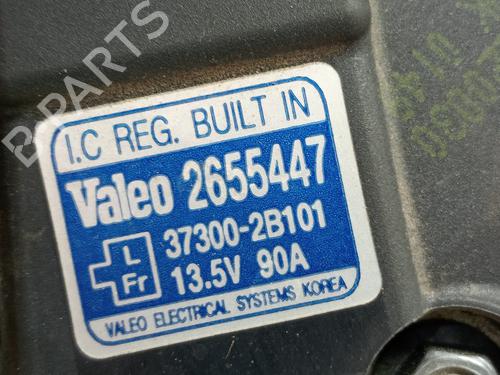 I.C REG. BUILT IN
Valeo 2655447
L
Fr
37300-2B101
13.5V 90A
VALEO ELECTRICAL SYSTEMS KOREA
B-PARTS